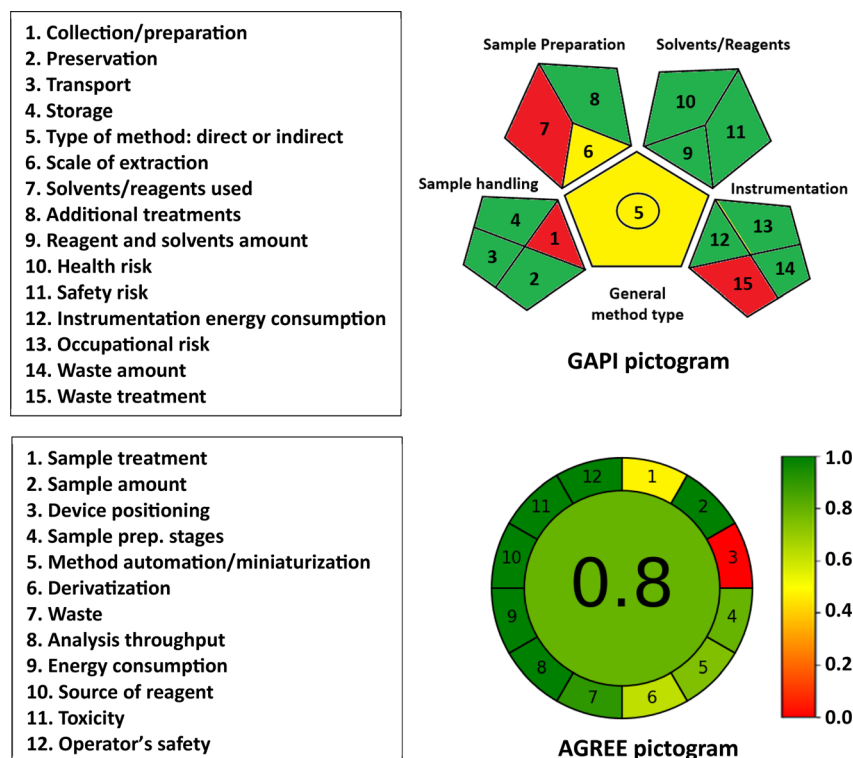 1. Collection/preparation
2. Preservation
3. Transport
4. Storage
5. Type of method: direct or indirect
6. Scale of extraction
7. Solvents/reagents used
8. Additional treatments
9. Reagent and solvents amount
10. Health risk
11. Safety risk
12. Instrumentation energy consumption
13. Occupational risk
14. Waste amount
15. Waste treatment
Sample Preparation
Solvents/Reagents
8
7
6
10
11
9
Sample handling
Instrumentation
4
1
3
2
5
13
12
14
15
General
method type
GAPI pictogram
1. Sample treatment
2. Sample amount
3. Device positioning
4. Sample prep. stages
5. Method automation/miniaturization
6. Derivatization
7. Waste
8. Analysis throughput
9. Energy consumption
10. Source of reagent
11. Toxicity
12. Operator's safety
12
1
11
2
10
3
0.8
9
4
8
5
7
6
1.0
0.8
0.6
0.4
0.2
0.0
AGREE pictogram